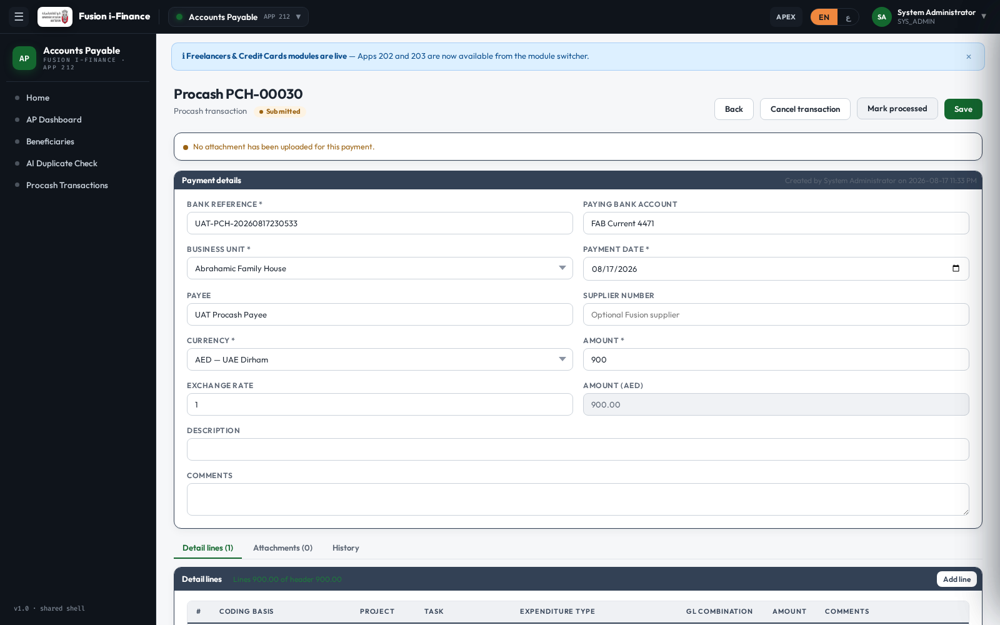 Fusion i-Finance
Accounts Payable APP 212
APEX
EN ع
SA
System Administrator
SYS_ADMIN
AP
Accounts Payable
FUSION I-FINANCE · APP 212
Home
AP Dashboard
Beneficiaries
AI Duplicate Check
Procash Transactions
v1.0 · shared shell
Freelancers & Credit Cards modules are live — Apps 202 and 203 are now available from the module switcher.
Procash PCH-00030
Procash transaction
Submitted
Back
Cancel transaction
Mark processed
Save
No attachment has been uploaded for this payment.
Payment details
Created by System Administrator on 2026-08-17 11:33 PM
BANK REFERENCE *
UAT-PCH-20260817230533
PAYING BANK ACCOUNT
FAB Current 4471
BUSINESS UNIT *
Abrahamic Family House
PAYMENT DATE *
08/17/2026
PAYEE
UAT Procash Payee
SUPPLIER NUMBER
Optional Fusion supplier
CURRENCY *
AED — UAE Dirham
AMOUNT *
900
EXCHANGE RATE
1
AMOUNT (AED)
900.00
DESCRIPTION
COMMENTS
Detail lines (1)
Attachments (0)
History
Detail lines
Lines 900.00 of header 900.00
Add line
# CODING BASIS PROJECT TASK EXPENDITURE TYPE GL COMBINATION AMOUNT COMMENTS